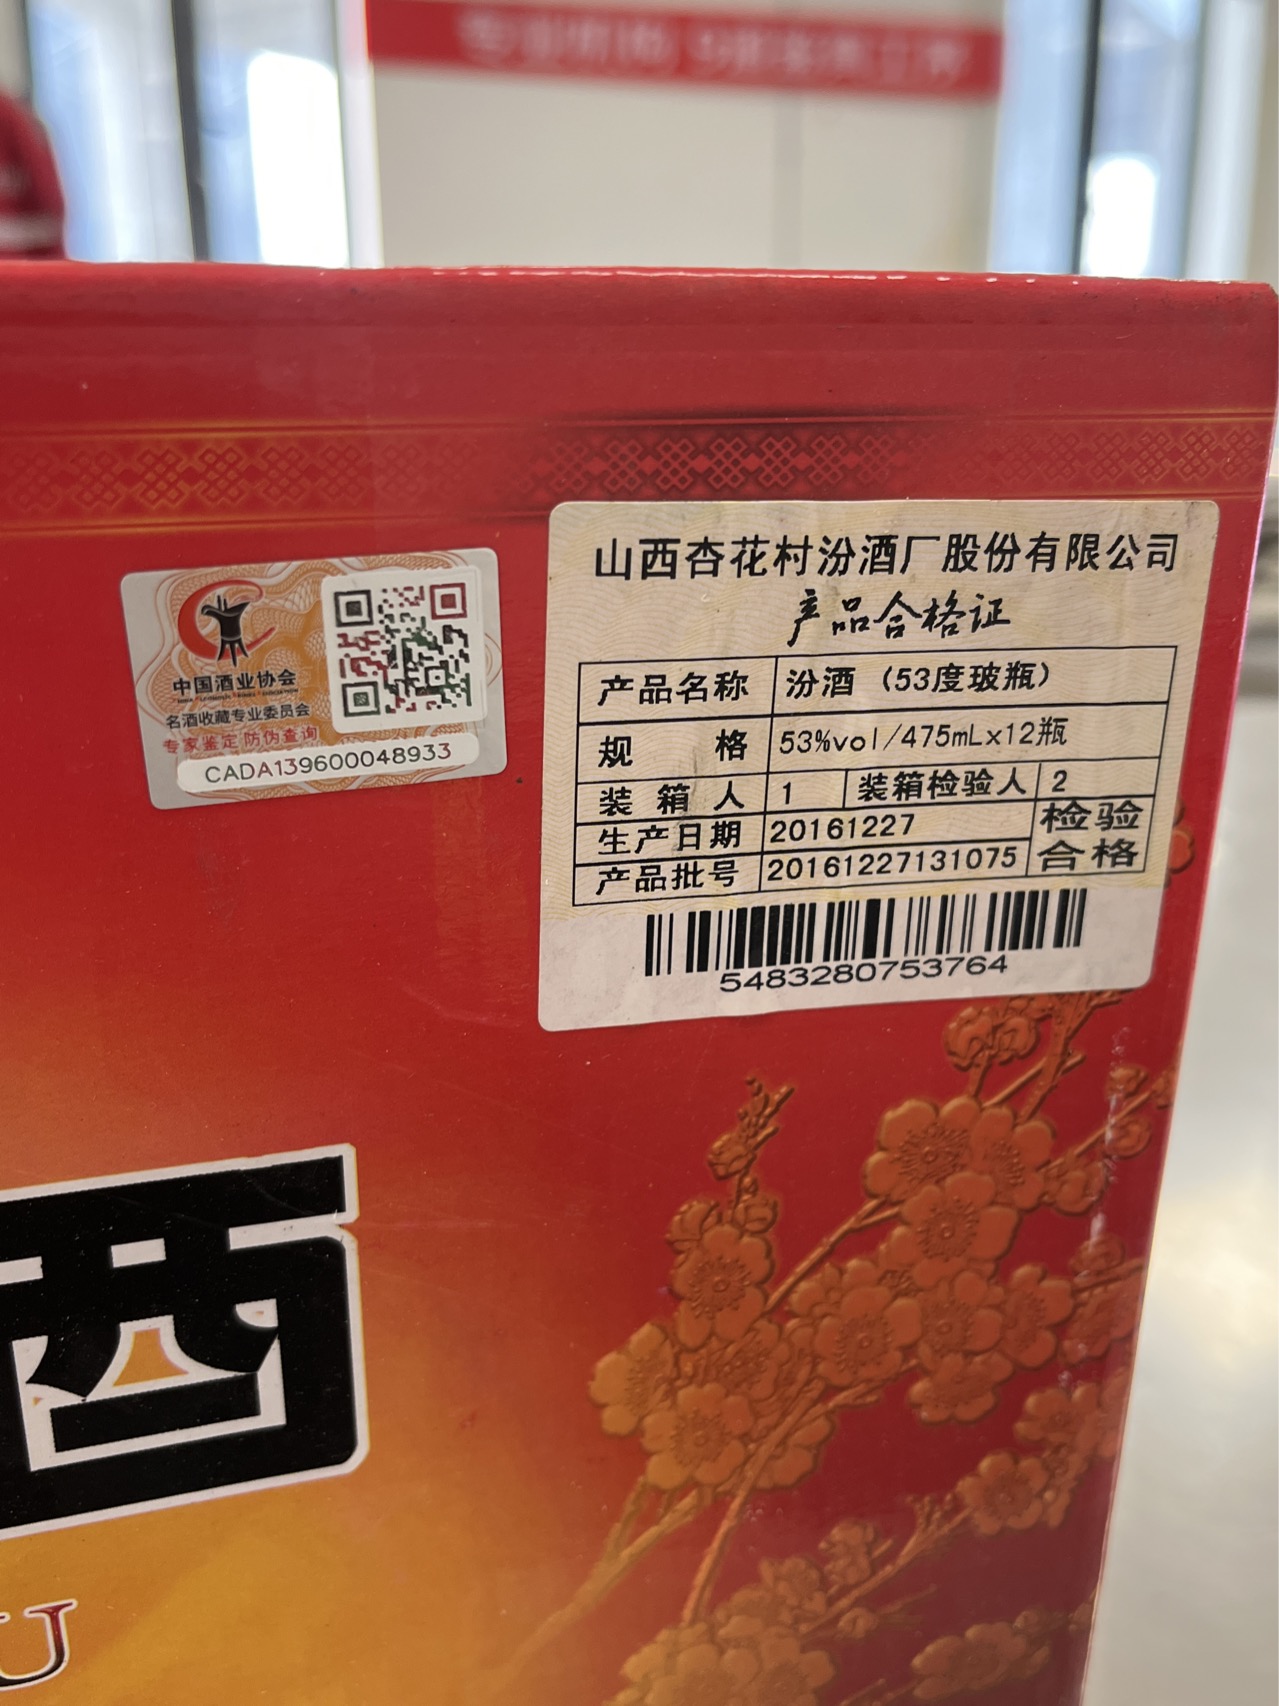 中国酒业协会
名酒收藏专业委员会
专家鉴定 防伪查询
CADA139600048933
山西杏花村汾酒厂股份有限公司
产品合格证
产品名称 汾酒（53度玻瓶）
规 格 53%vol/475mLx12瓶
装 箱 人 1 装箱检验人 2
生产日期 20161227 检验
产品批号 20161227131075 合格
5483280753764
酒
U